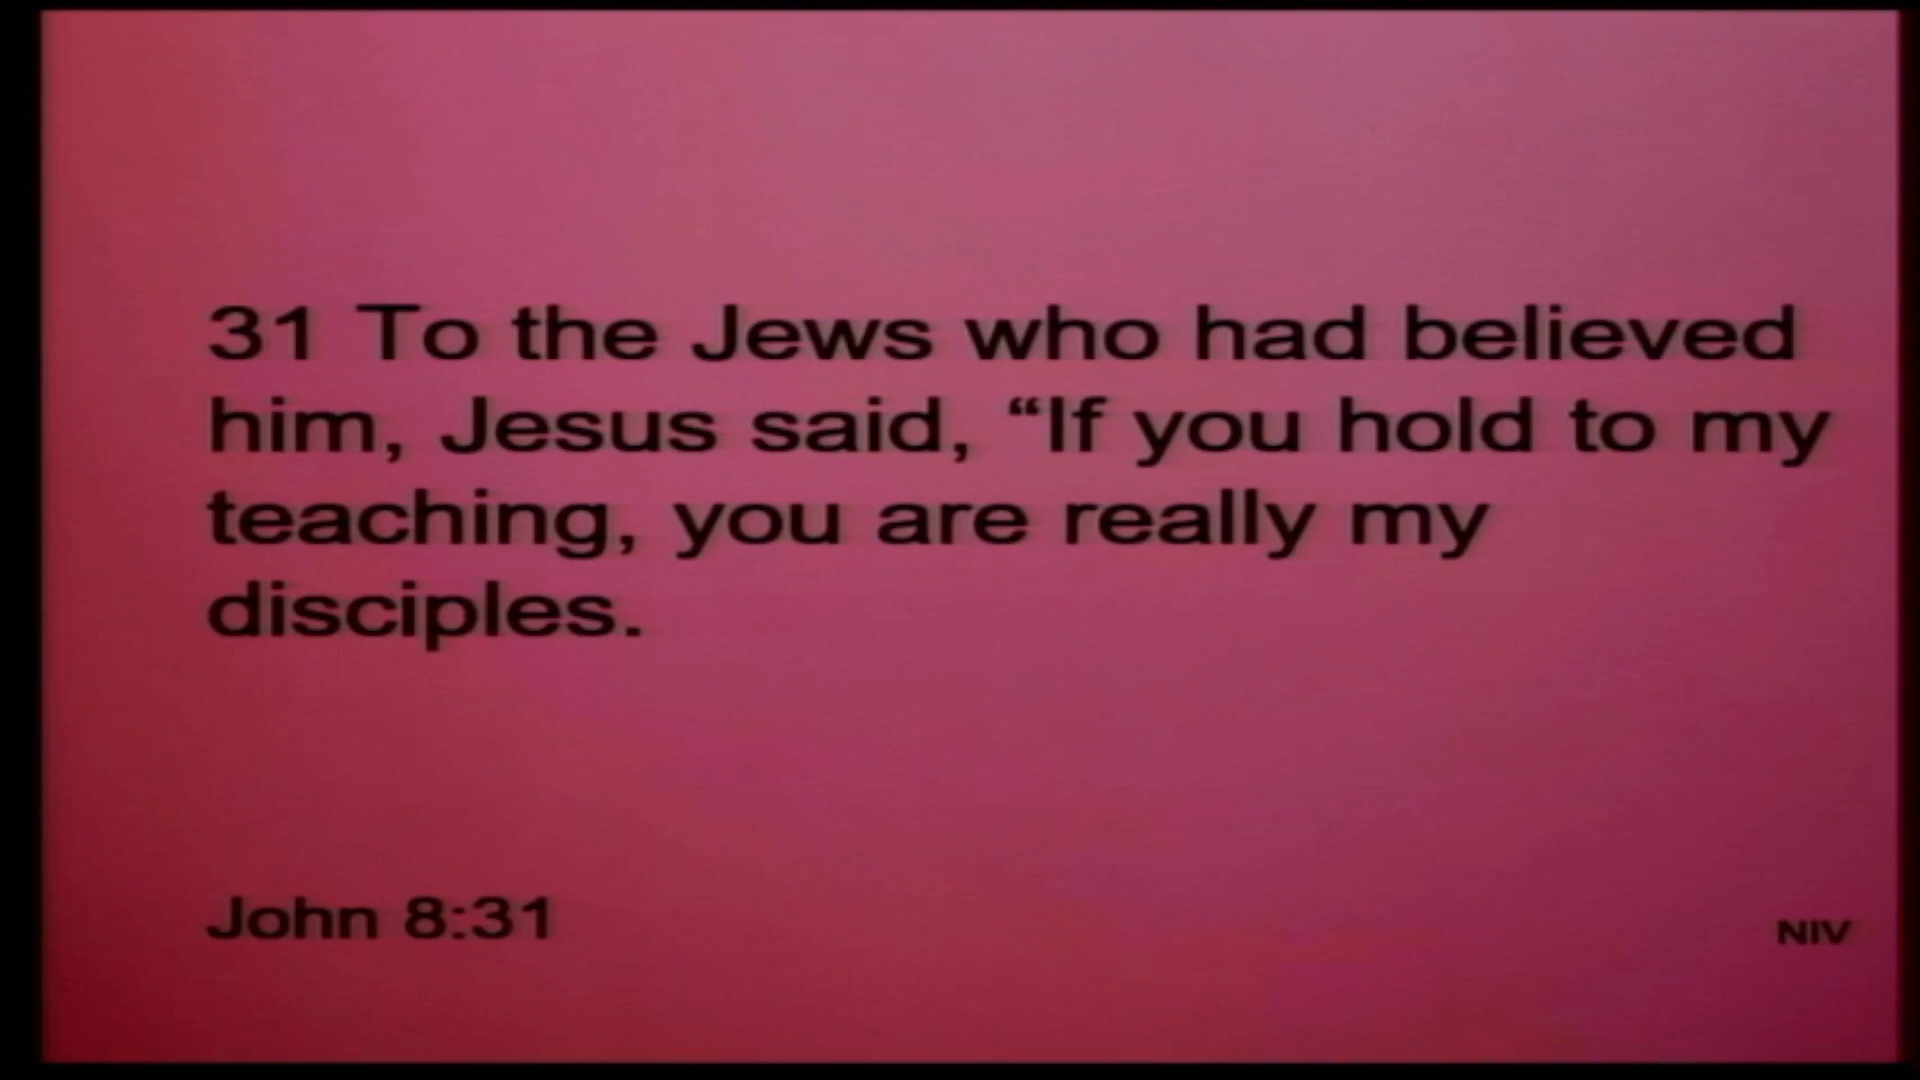 31 To the Jews who had believed
him, Jesus said, “If you hold to my
teaching, you are really my
disciples.
John 8:31
NIV